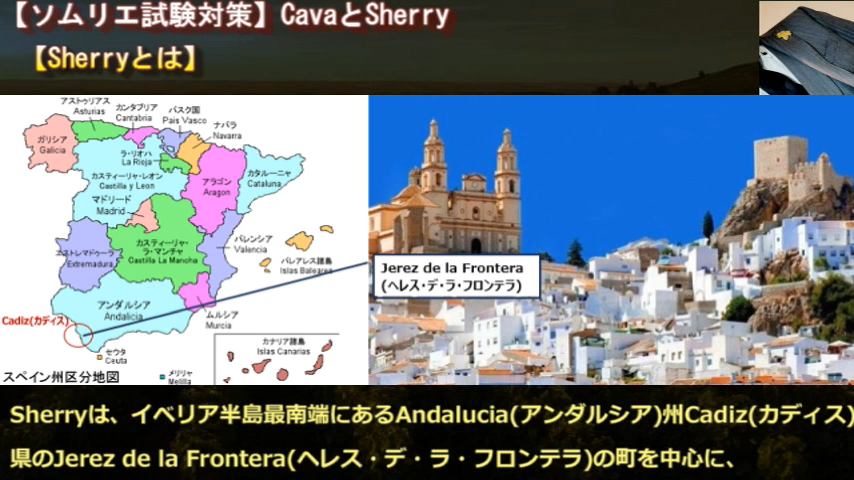 【ソムリエ試験対策】CavaとSherry
【Sherryとは】
アストゥリアス
Asturias
カンタブリア
Cantabria
バスク国
Pais Vasco
ナバラ
Navarra
ガリシア
Galicia
ラ・リオハ
La Rioja
カスティーリャ・レオン
Castilla y Leon
アラゴン
Aragon
カタルーニャ
Cataluna
マドリード
Madrid
カスティーリャ・
ラ・マンチャ
Castilla La Mancha
エストレマドゥーラ
Extremadura
バレンシア
Valencia
バレアレス諸島
Islas Baleares
アンダルシア
Andalicia
ムルシア
Murcia
Cadiz(カディス)
セウタ
Ceuta
メリリャ
Melilla
カナリア諸島
Islas Canarias
スペイン州区分地図
Jerez de la Frontera
(ヘレス・デ・ラ・フロンテラ)
Sherryは、イベリア半島最南端にあるAndalucia(アンダルシア)州Cadiz(カディス)
県のJerez de la Frontera(ヘレス・デ・ラ・フロンテラ)の町を中心に、